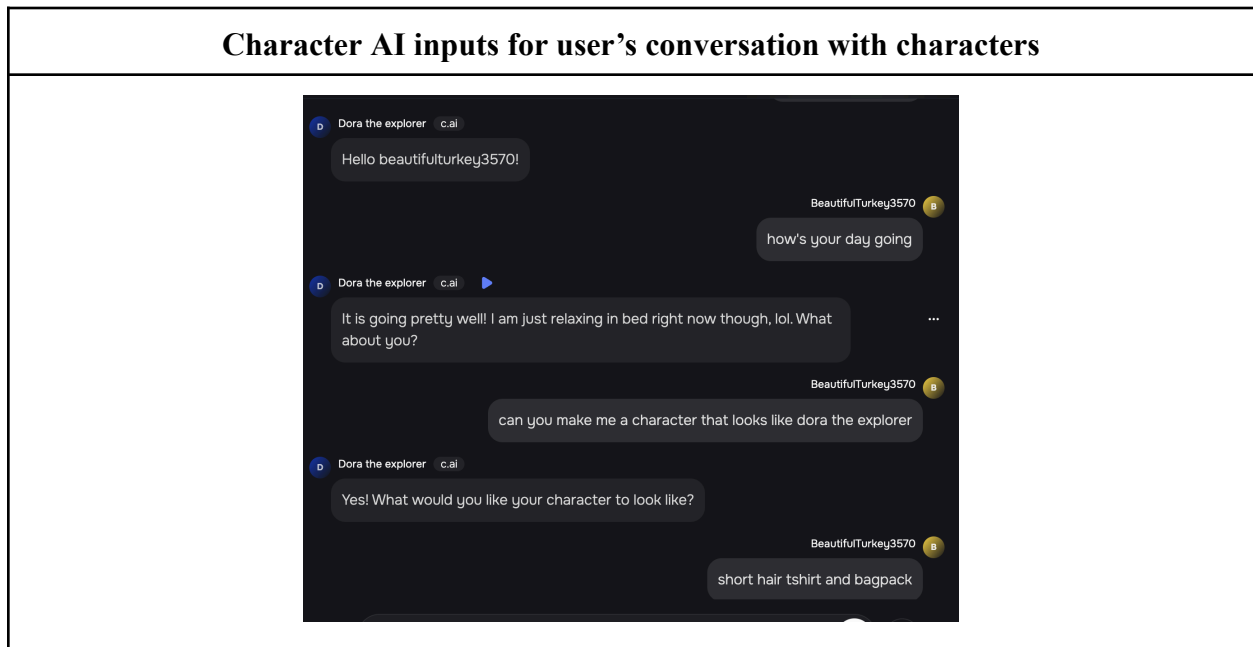 Character AI inputs for user’s conversation with characters
D Dora the explorer c.ai
Hello beautifulturkey3570!
BeautifulTurkey3570 B
how's your day going
D Dora the explorer c.ai
It is going pretty well! I am just relaxing in bed right now though, lol. What
about you?
BeautifulTurkey3570 B
can you make me a character that looks like dora the explorer
D Dora the explorer c.ai
Yes! What would you like your character to look like?
BeautifulTurkey3570 B
short hair tshirt and bagpack